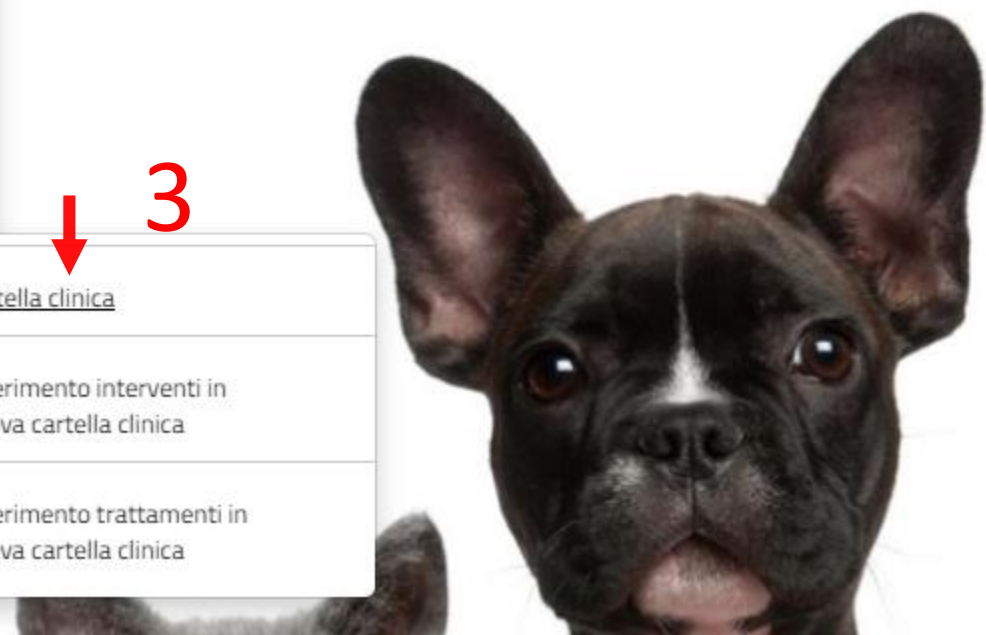 3
tella clinica
erimento interventi in
va cartella clinica
erimento trattamenti in
va cartella clinica